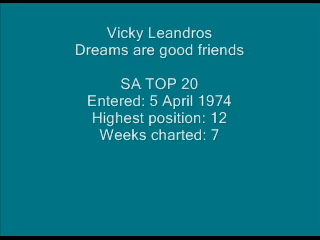 Vicky Leandros
Dreams are good friends
SA TOP 20
Entered: 5 April 1974
Highest position: 12
Weeks charted: 7